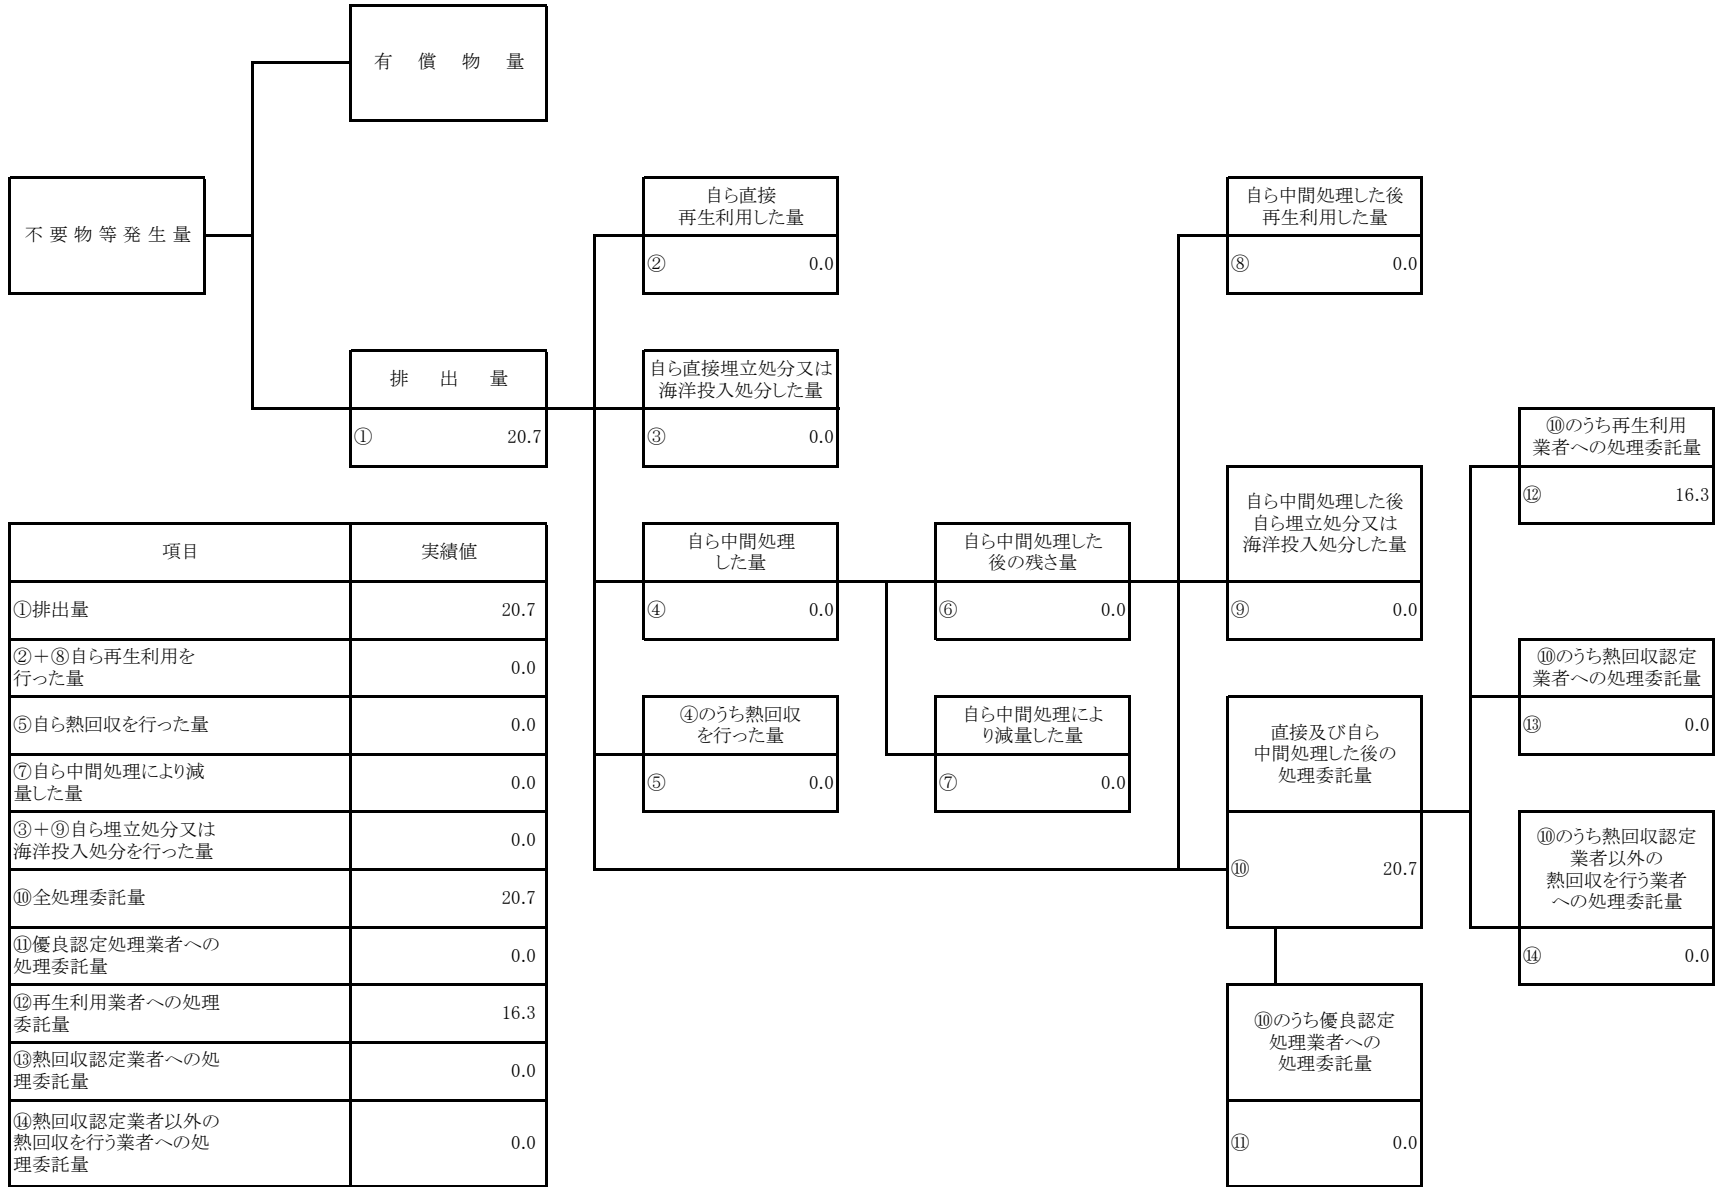 有償物量
不要物等発生量
排出量
① 20.7
自ら直接
再生利用した量
② 0.0
自ら直接埋立処分又は
海洋投入処分した量
③ 0.0
自ら中間処理
した量
④ 0.0
④のうち熱回収
を行った量
⑤ 0.0
自ら中間処理した
後の残さ量
⑥ 0.0
自ら中間処理によ
り減量した量
⑦ 0.0
自ら中間処理した後
再生利用した量
⑧ 0.0
自ら中間処理した後
自ら埋立処分又は
海洋投入処分した量
⑨ 0.0
直接及び自ら
中間処理した後の
処理委託量
⑩ 20.7
⑩のうち優良認定
処理業者への
処理委託量
⑪ 0.0
⑩のうち再生利用
業者への処理委託量
⑫ 16.3
⑩のうち熱回収認定
業者への処理委託量
⑬ 0.0
⑩のうち熱回収認定
業者以外の
熱回収を行う業者
への処理委託量
⑭ 0.0
項目 実績値
①排出量 20.7
②＋⑧自ら再生利用を
行った量 0.0
⑤自ら熱回収を行った量 0.0
⑦自ら中間処理により減
量した量 0.0
③＋⑨自ら埋立処分又は
海洋投入処分を行った量 0.0
⑩全処理委託量 20.7
⑪優良認定処理業者への
処理委託量 0.0
⑫再生利用業者への処理
委託量 16.3
⑬熱回収認定業者への処
理委託量 0.0
⑭熱回収認定業者以外の
熱回収を行う業者への処
理委託量 0.0